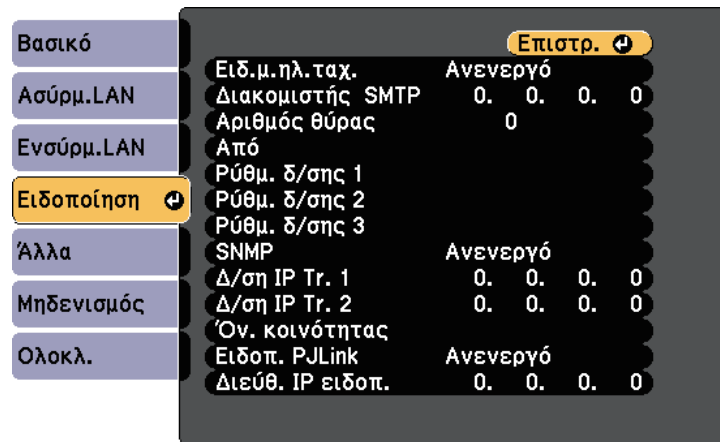 Βασικό
Ασύρμ.LAN
Ενσύρμ.LAN
Ειδοποίηση
Άλλα
Μηδενισμός
Ολοκλ.
Επιστρ.
Ειδ.μ.ηλ.ταχ. Ανενεργό
Διακομιστής SMTP 0. 0. 0. 0
Αριθμός θύρας 0
Από
Ρύθμ. δ/σης 1
Ρύθμ. δ/σης 2
Ρύθμ. δ/σης 3
SNMP Ανενεργό
Δ/ση IP Tr. 1 0. 0. 0. 0
Δ/ση IP Tr. 2 0. 0. 0. 0
Όν. κοινότητας
Ειδοπ. PJLink Ανενεργό
Διεύθ. IP ειδοπ. 0. 0. 0. 0